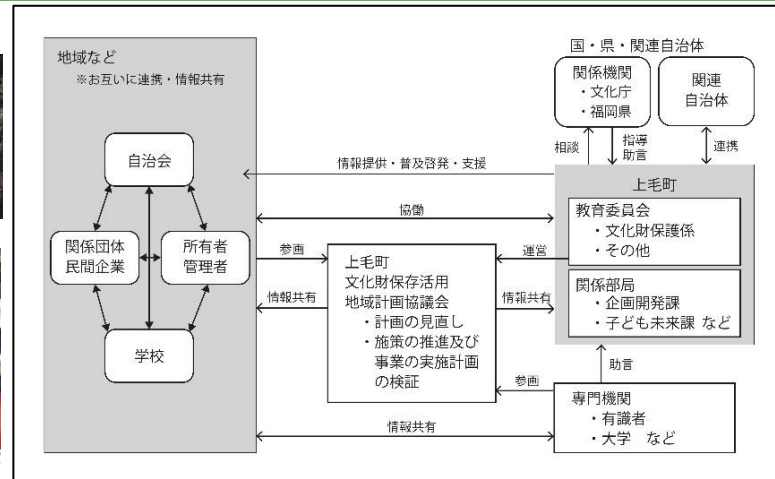 地域など
※お互いに連携・情報共有
自治会
関係団体
民間企業
所有者
管理者
学校
国・県・関連自治体
関係機関
・文化庁
・福岡県
関連
自治体
相談
指導
助言
連携
情報提供・普及啓発・支援
協働
上毛町
教育委員会
・文化財保護係
・その他
関係部局
・企画開発課
・子ども未来課 など
参画
情報共有
上毛町
文化財保存活用
地域計画協議会
・計画の見直し
・施策の推進及び
事業の実施計画
の検証
運営
情報共有
参画
助言
専門機関
・有識者
・大学 など
情報共有